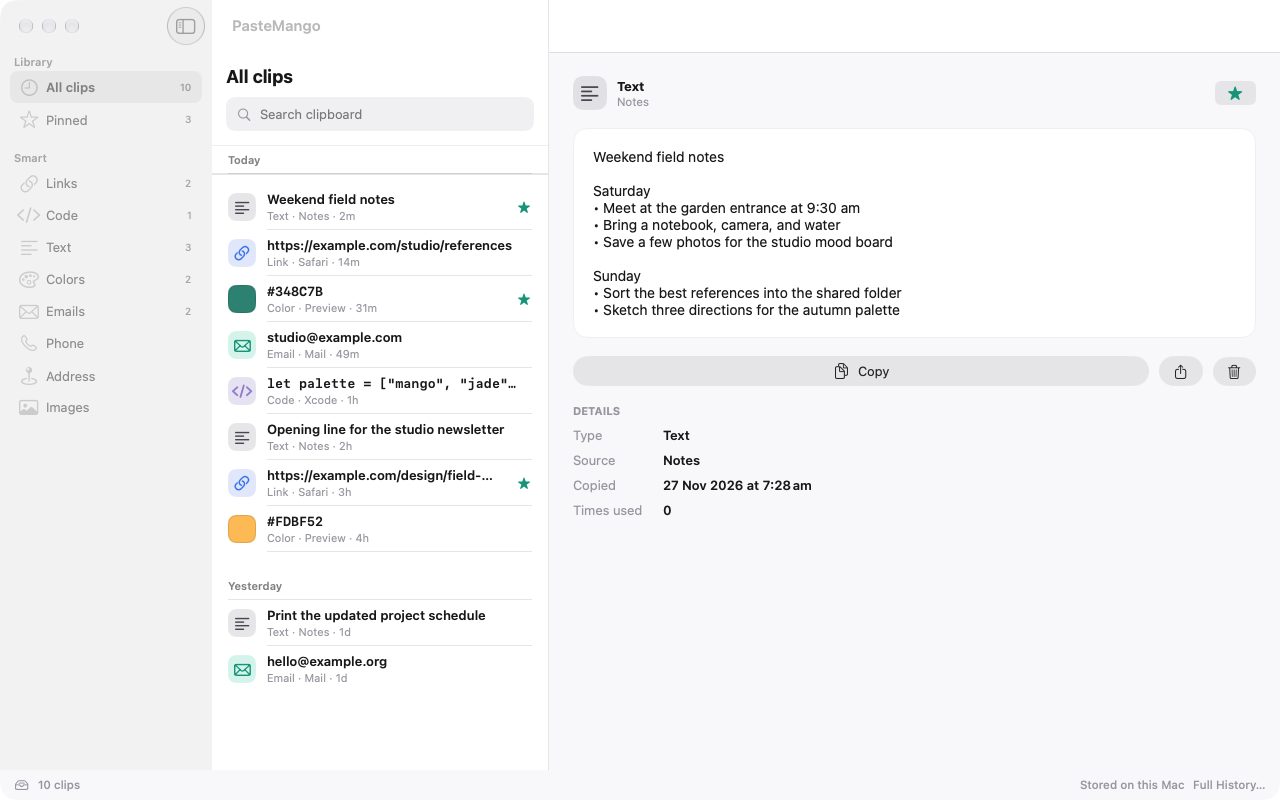 PasteMango
Library
All clips 10
Pinned 3
Smart
Links 2
Code 1
Text 3
Colors 2
Emails 2
Phone
Address
Images
All clips
Search clipboard
Today
Weekend field notes
Text · Notes · 2m
https://example.com/studio/references
Link · Safari · 14m
#348C7B
Color · Preview · 31m
studio@example.com
Email · Mail · 49m
let palette = ["mango", "jade"…
Code · Xcode · 1h
Opening line for the studio newsletter
Text · Notes · 2h
https://example.com/design/field-...
Link · Safari · 3h
#FDBF52
Color · Preview · 4h
Yesterday
Print the updated project schedule
Text · Notes · 1d
hello@example.org
Email · Mail · 1d
Text
Notes
Weekend field notes
Saturday
• Meet at the garden entrance at 9:30 am
• Bring a notebook, camera, and water
• Save a few photos for the studio mood board
Sunday
• Sort the best references into the shared folder
• Sketch three directions for the autumn palette
Copy
DETAILS
Type Text
Source Notes
Copied 27 Nov 2026 at 7:28 am
Times used 0
10 clips
Stored on this Mac Full History...